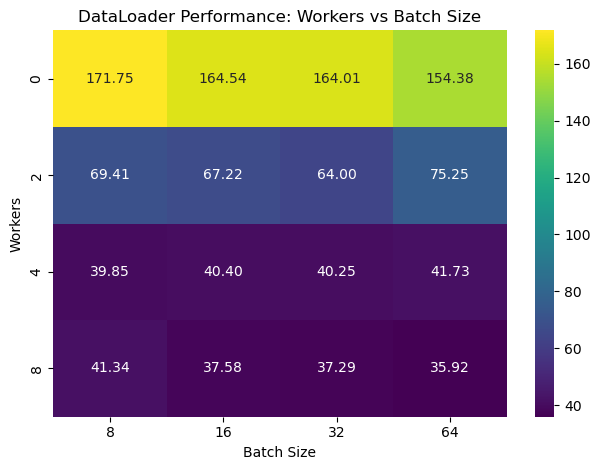 DataLoader Performance: Workers vs Batch Size
0 171.75 164.54 164.01 154.38
2 69.41 67.22 64.00 75.25
4 39.85 40.40 40.25 41.73
8 41.34 37.58 37.29 35.92
8 16 32 64
Batch Size
Workers
160
140
120
100
80
60
40